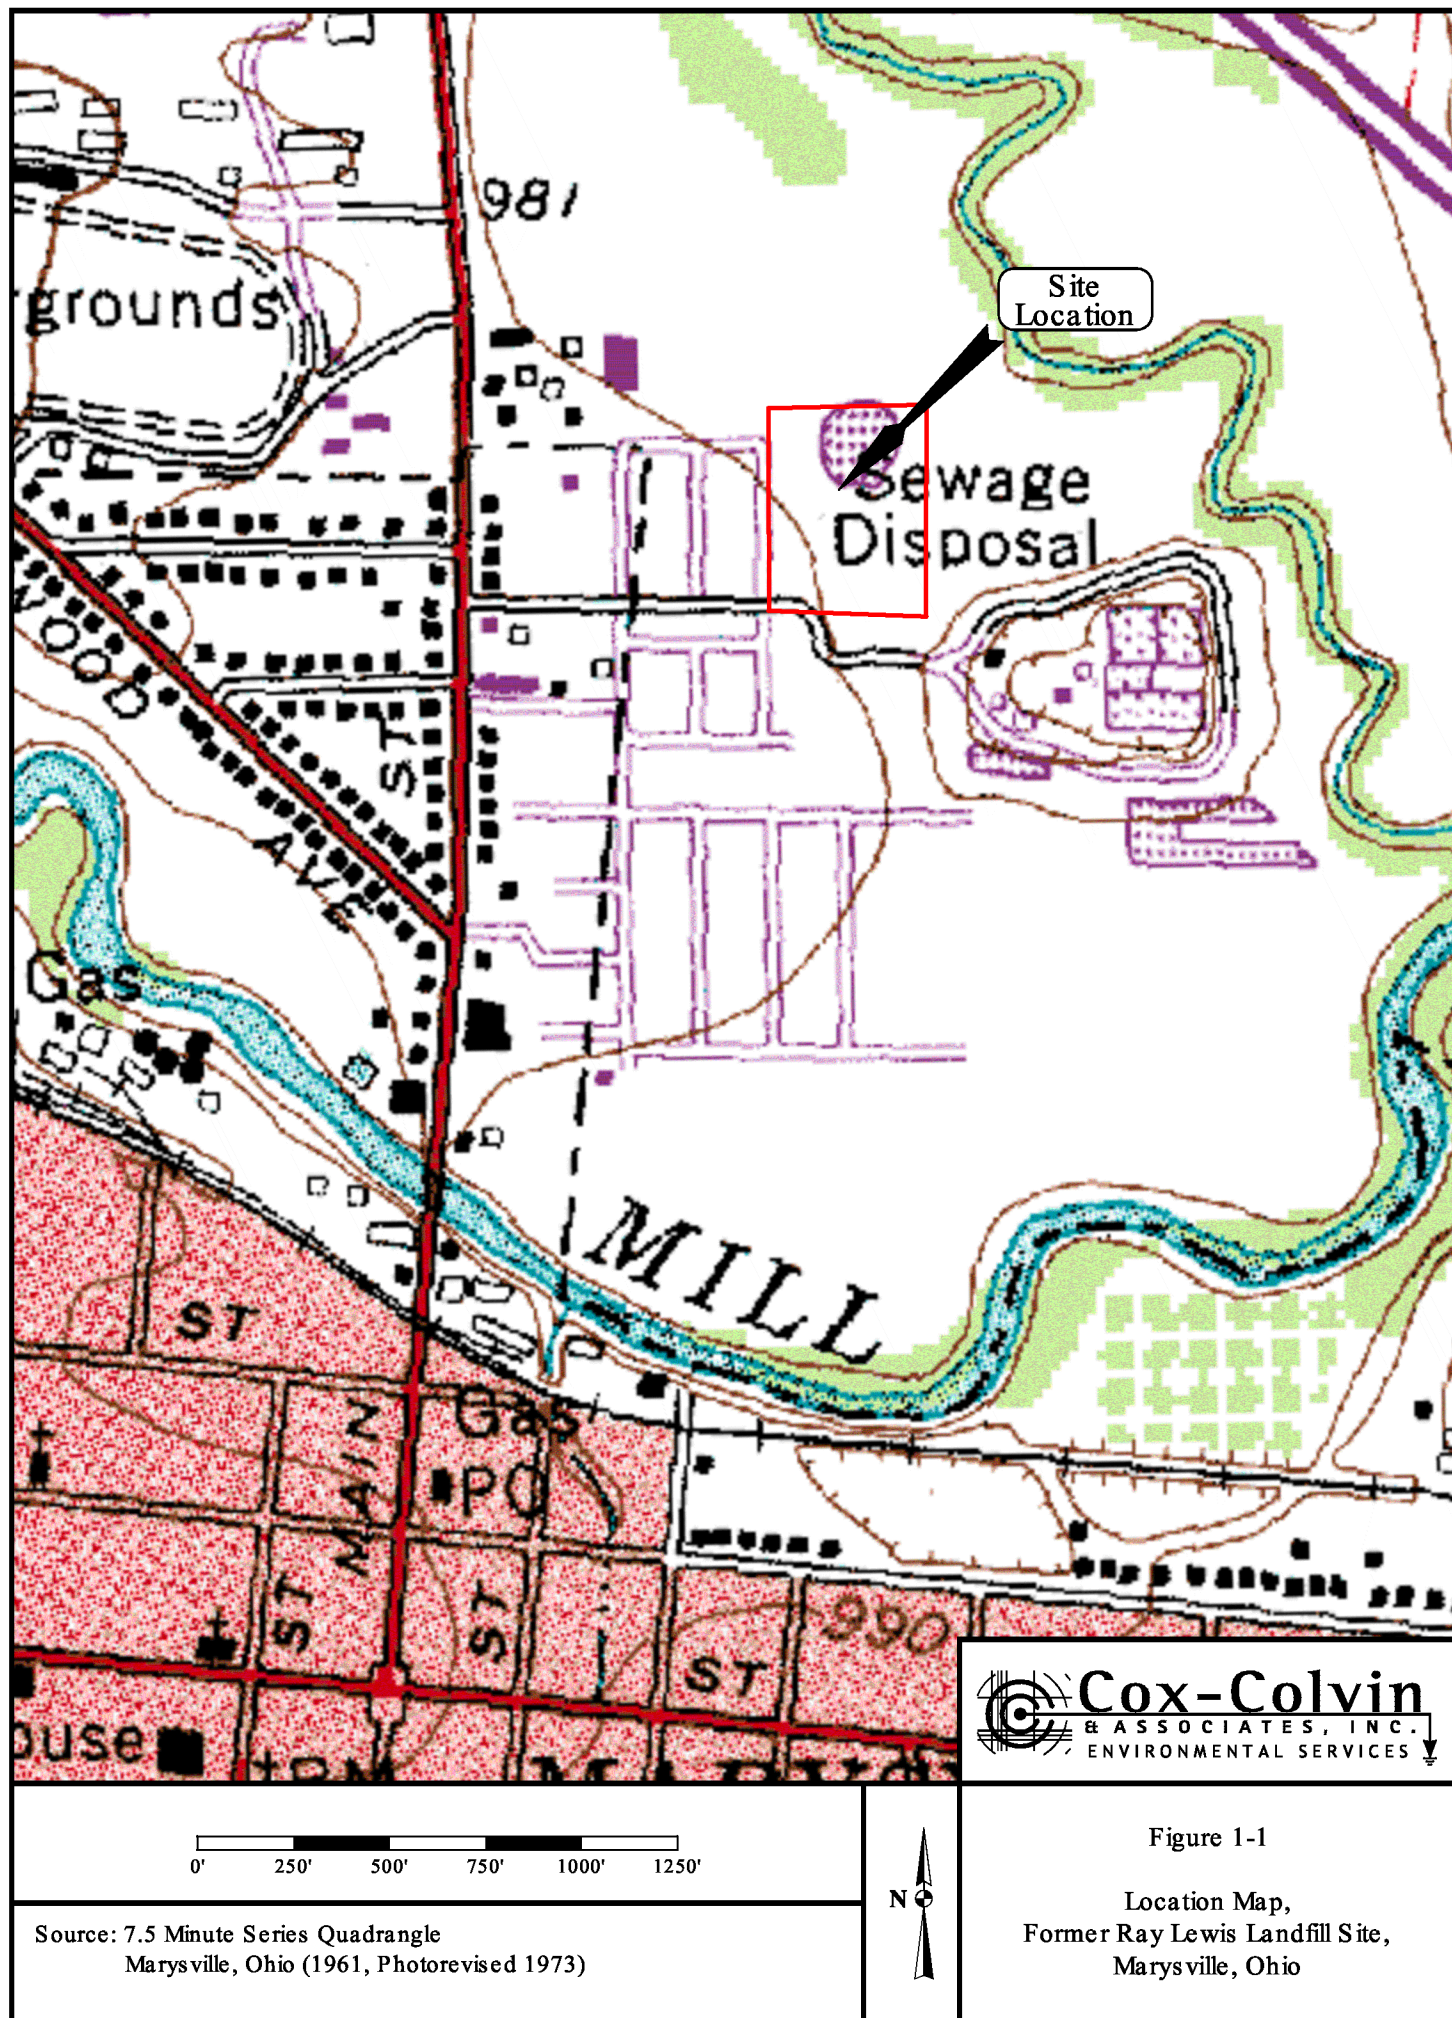 981
rgrounds
Site
Location
Sewage
Disposal
WOOD
AVE
ST
Gas
MILL
ST
MAIN
Gas
PO
ST
ST
990
ST
ouse
Cox-Colvin
& ASSOCIATES, INC.
ENVIRONMENTAL SERVICES
0' 250' 500' 750' 1000' 1250'
N
Figure 1-1
Location Map,
Former Ray Lewis Landfill Site,
Marysville, Ohio
Source: 7.5 Minute Series Quadrangle
Marysville, Ohio (1961, Photorevised 1973)